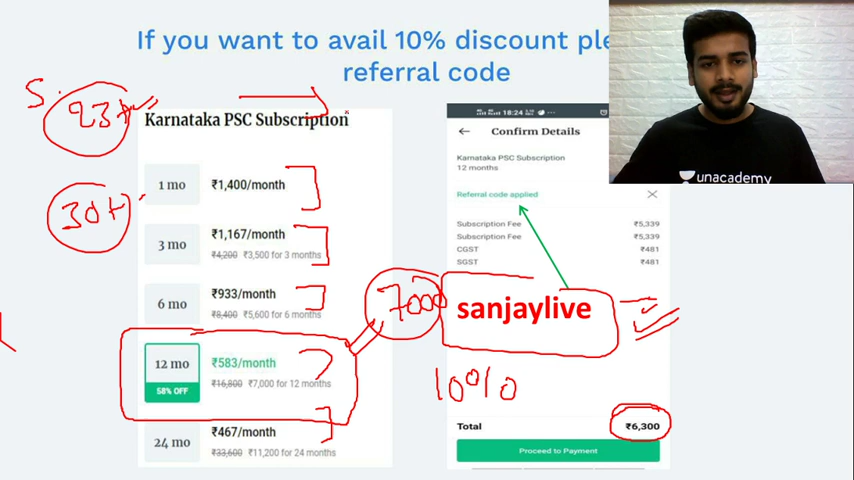 If you want to avail 10% discount ple
referral code
S.
23+
30+
Karnataka PSC Subscription
1 mo
₹1,400/month
3 mo
₹1,167/month
₹4,200 ₹3,500 for 3 months
6 mo
₹933/month
₹8,400 ₹5,600 for 6 months
12 mo
58% OFF
₹583/month
₹16,800 ₹7,000 for 12 months
24 mo
₹467/month
₹33,600 ₹11,200 for 24 months
7000
18:24
Confirm Details
Karnataka PSC Subscription
12 months
Referral code applied
Subscription Fee ₹5,339
Subscription Fee ₹5,339
CGST ₹481
SGST ₹481
sanjaylive
10%
Total ₹6,300
Proceed to Payment
unacademy